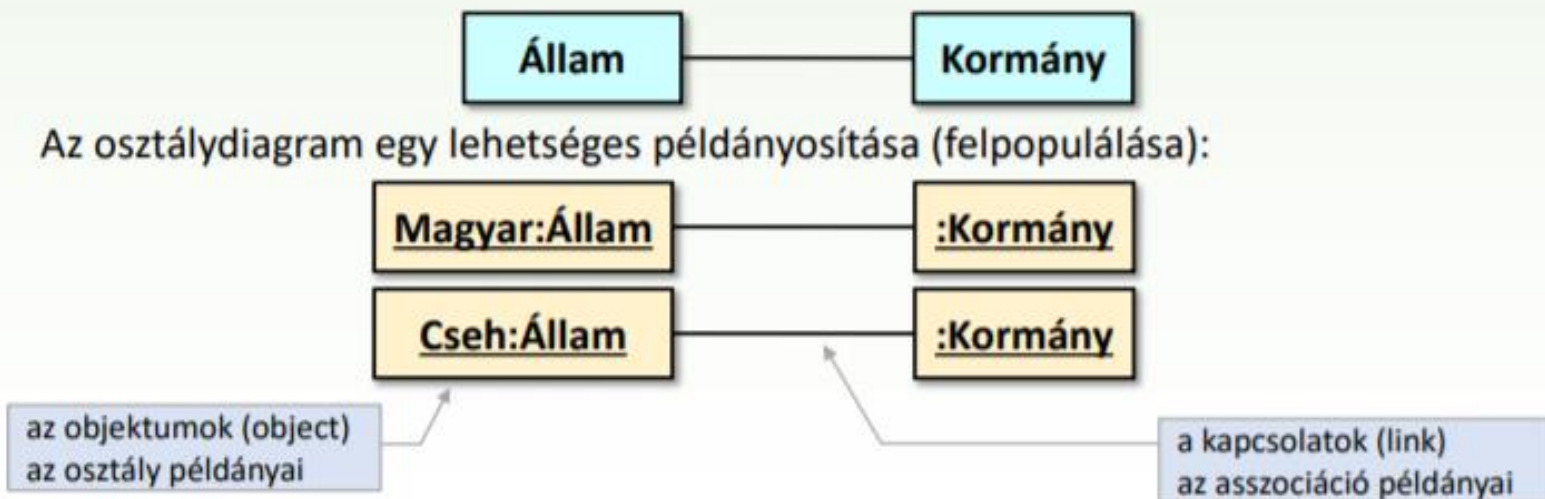 Állam Kormány
Az osztálydiagram egy lehetséges példányosítása (felpopulálása):
Magyar:Állam :Kormány
Cseh:Állam :Kormány
az objektumok (object)
az osztály példányai
a kapcsolatok (link)
az asszociáció példányai